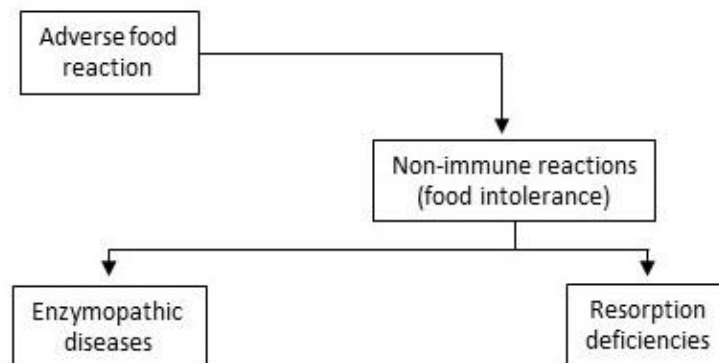 Adverse food
reaction
Non-immune reactions
(food intolerance)
Enzymopathic
diseases
Resorption
deficiencies